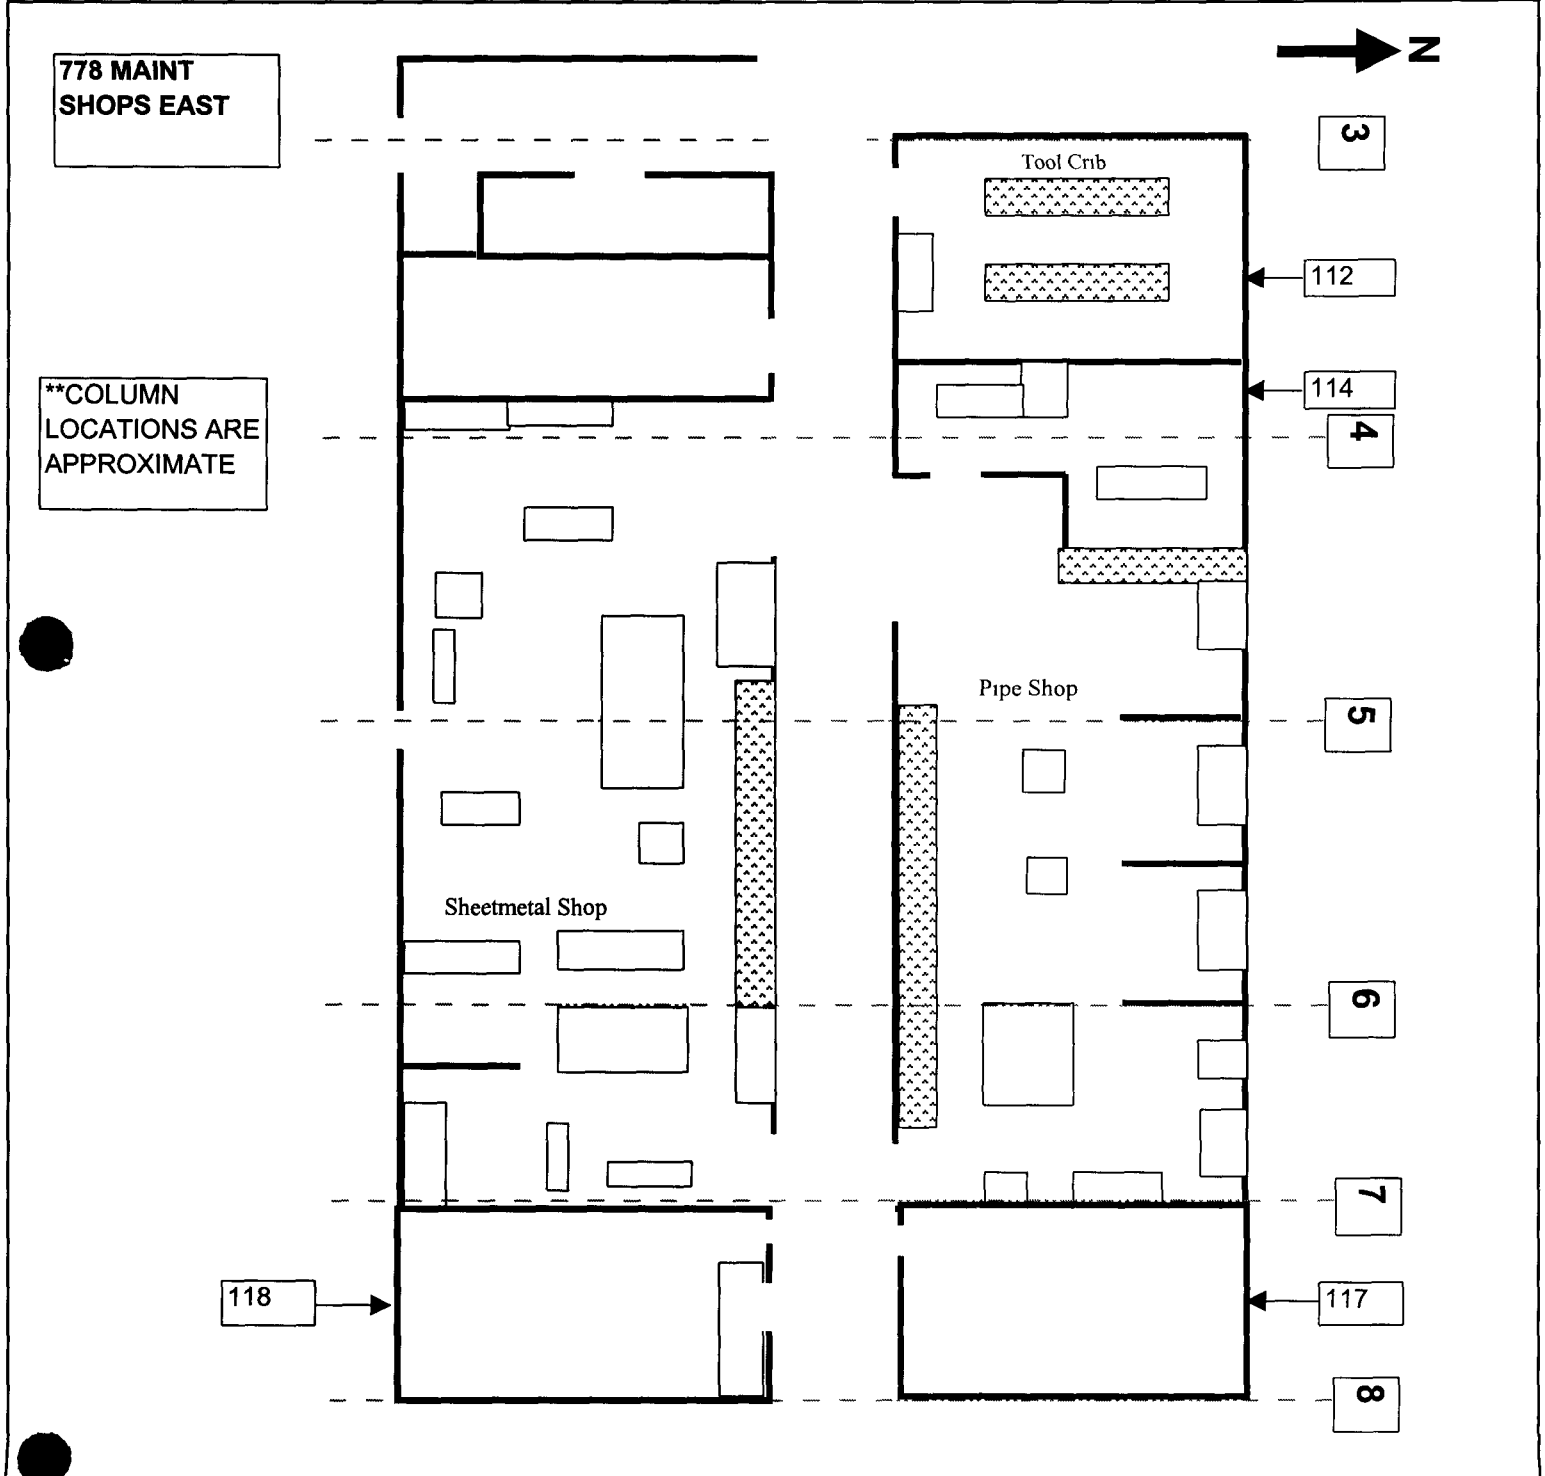 778 MAINT
SHOPS EAST
N
3
Tool Crib
112
**COLUMN
LOCATIONS ARE
APPROXIMATE
114
4
Pipe Shop
5
Sheetmetal Shop
6
7
118
117
8